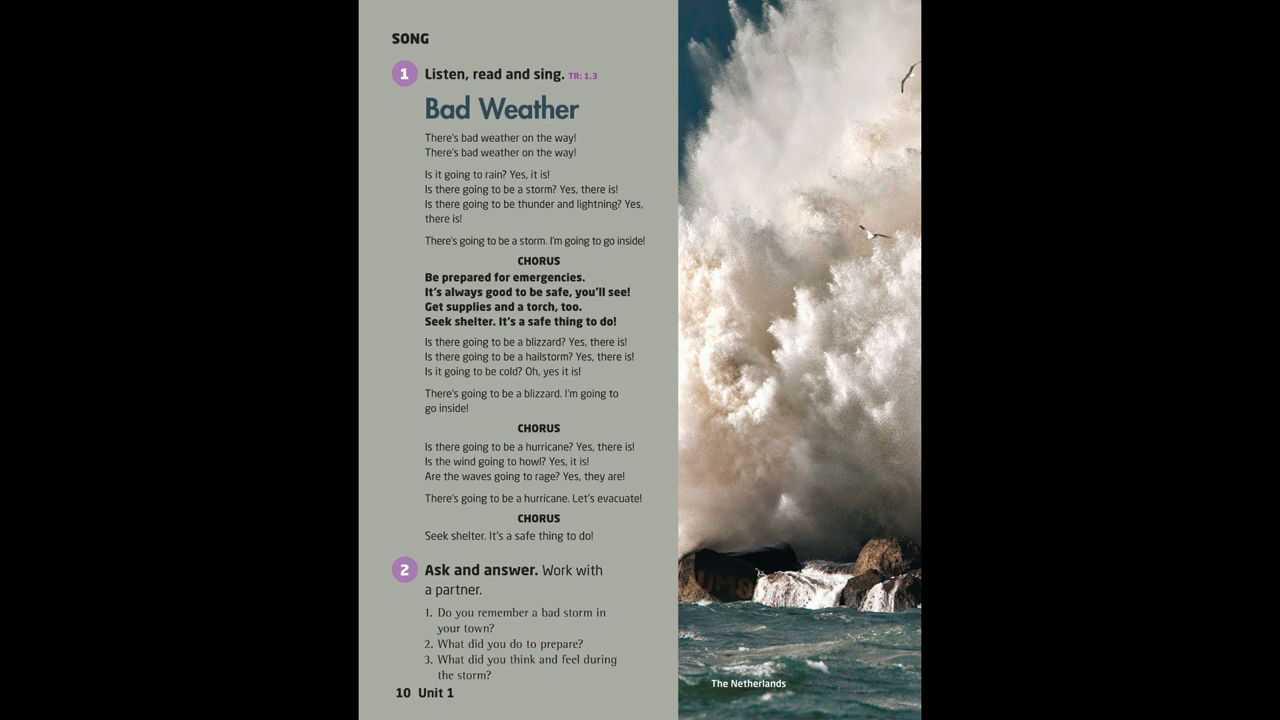 SONG
1 Listen, read and sing. TR: 1.3
Bad Weather
There's bad weather on the way!
There's bad weather on the way!
Is it going to rain? Yes, it is!
Is there going to be a storm? Yes, there is!
Is there going to be thunder and lightning? Yes,
there is!
There's going to be a storm. I'm going to go inside!
CHORUS
Be prepared for emergencies.
It's always good to be safe, you'll see!
Get supplies and a torch, too.
Seek shelter. It's a safe thing to do!
Is there going to be a blizzard? Yes, there is!
Is there going to be a hailstorm? Yes, there is!
Is it going to be cold? Oh, yes it is!
There's going to be a blizzard. I'm going to
go inside!
CHORUS
Is there going to be a hurricane? Yes, there is!
Is the wind going to howl? Yes, it is!
Are the waves going to rage? Yes, they are!
There's going to be a hurricane. Let's evacuate!
CHORUS
Seek shelter. It's a safe thing to do!
2 Ask and answer. Work with
a partner.
1. Do you remember a bad storm in
your town?
2. What did you do to prepare?
3. What did you think and feel during
the storm?
10 Unit 1
The Netherlands